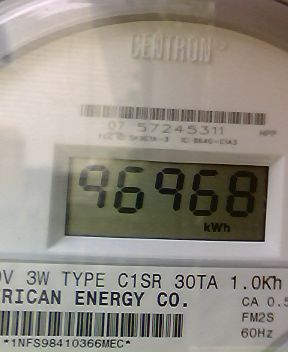 CENTRON®
07 57245311
96968
kWh
0V 3W TYPE C1SR 30TA 1.0Kh
RICAN ENERGY CO.
CA 0.5
FM2S
60Hz
*1NFS98410366MEC*